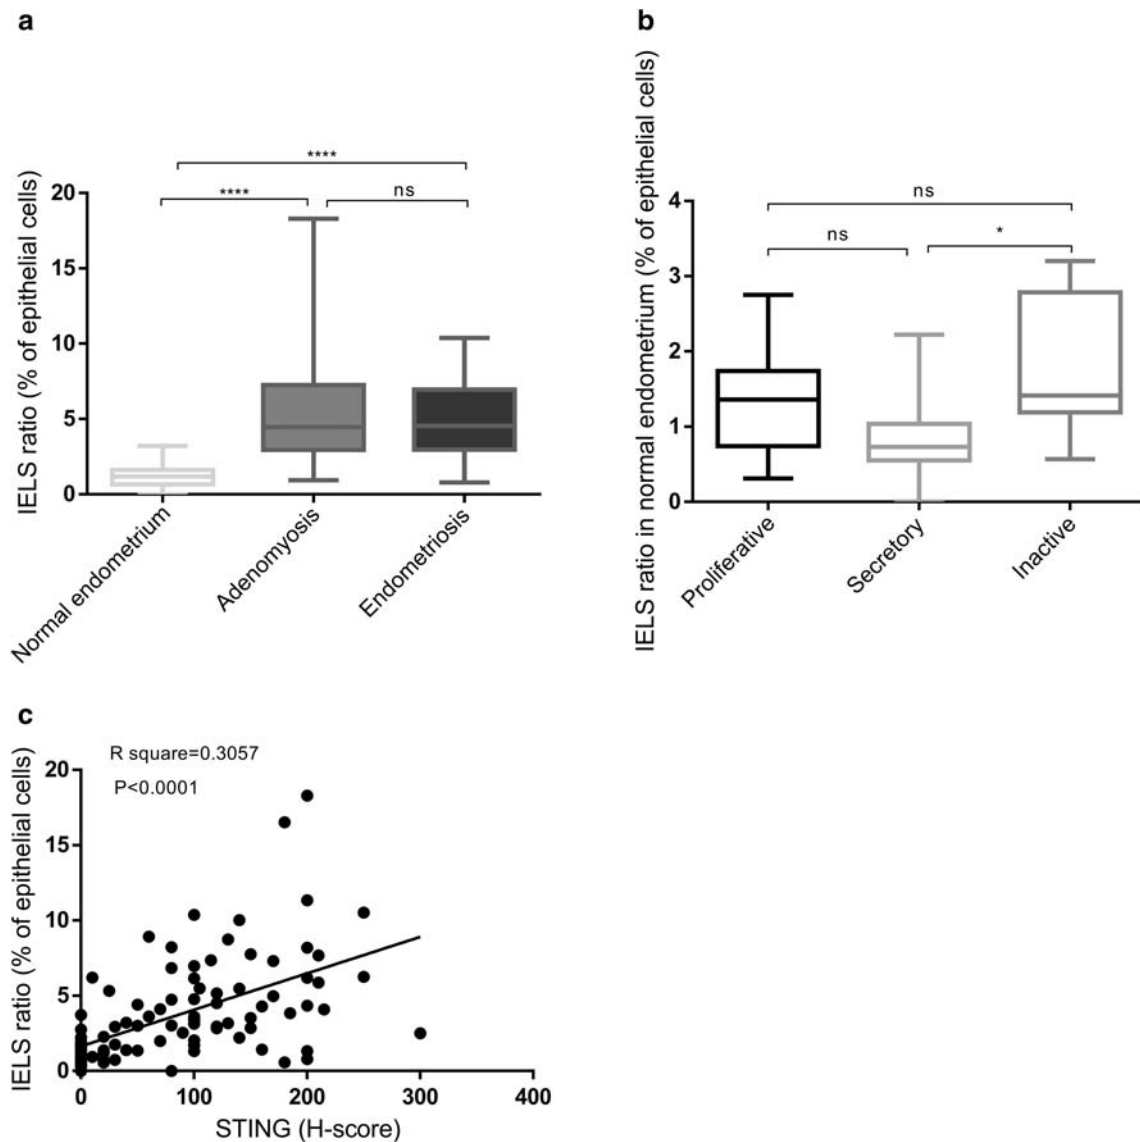 a
IELS ratio (% of epithelial cells)
20
15
10
5
0
****
****
ns
Normal endometrium
Adenomyosis
Endometriosis
b
IELS ratio in normal endometrium (% of epithelial cells)
4
3
2
1
0
ns
ns
*
Proliferative
Secretory
Inactive
c
R square=0.3057
P<0.0001
IELS ratio (% of epithelial cells)
20
15
10
5
0
0 100 200 300 400
STING (H-score)